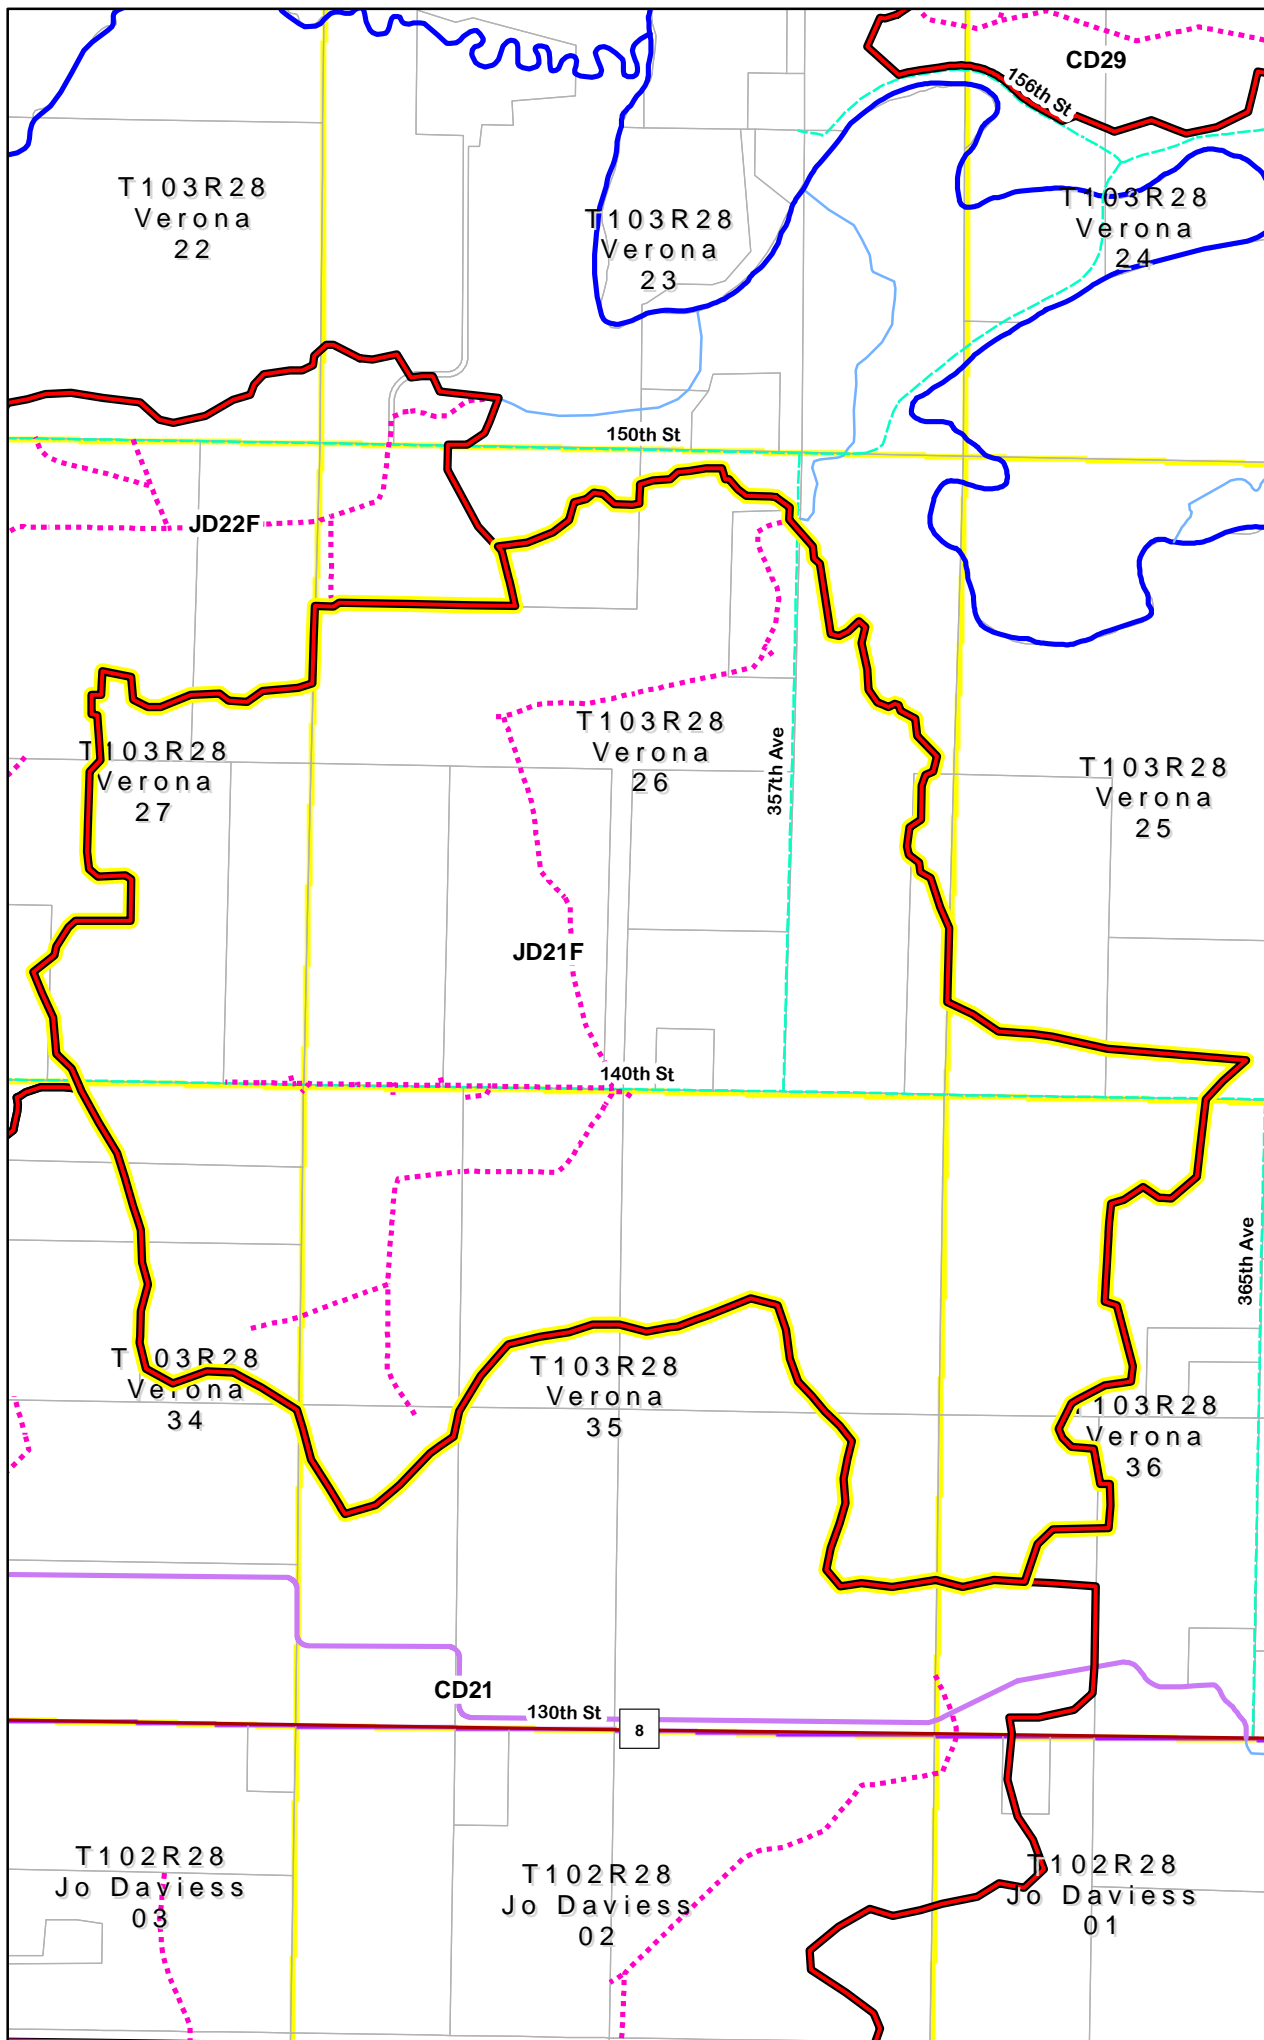 CD29
156th St
T103R28
Verona
22
T103R28
Verona
23
T103R28
Verona
24
150th St
JD22F
T103R28
Verona
27
T103R28
Verona
26
357th Ave
T103R28
Verona
25
JD21F
140th St
365th Ave
T103R28
Verona
34
T103R28
Verona
35
T103R28
Verona
36
CD21
130th St
8
T102R28
Jo Daviess
03
T102R28
Jo Daviess
02
T102R28
Jo Daviess
01